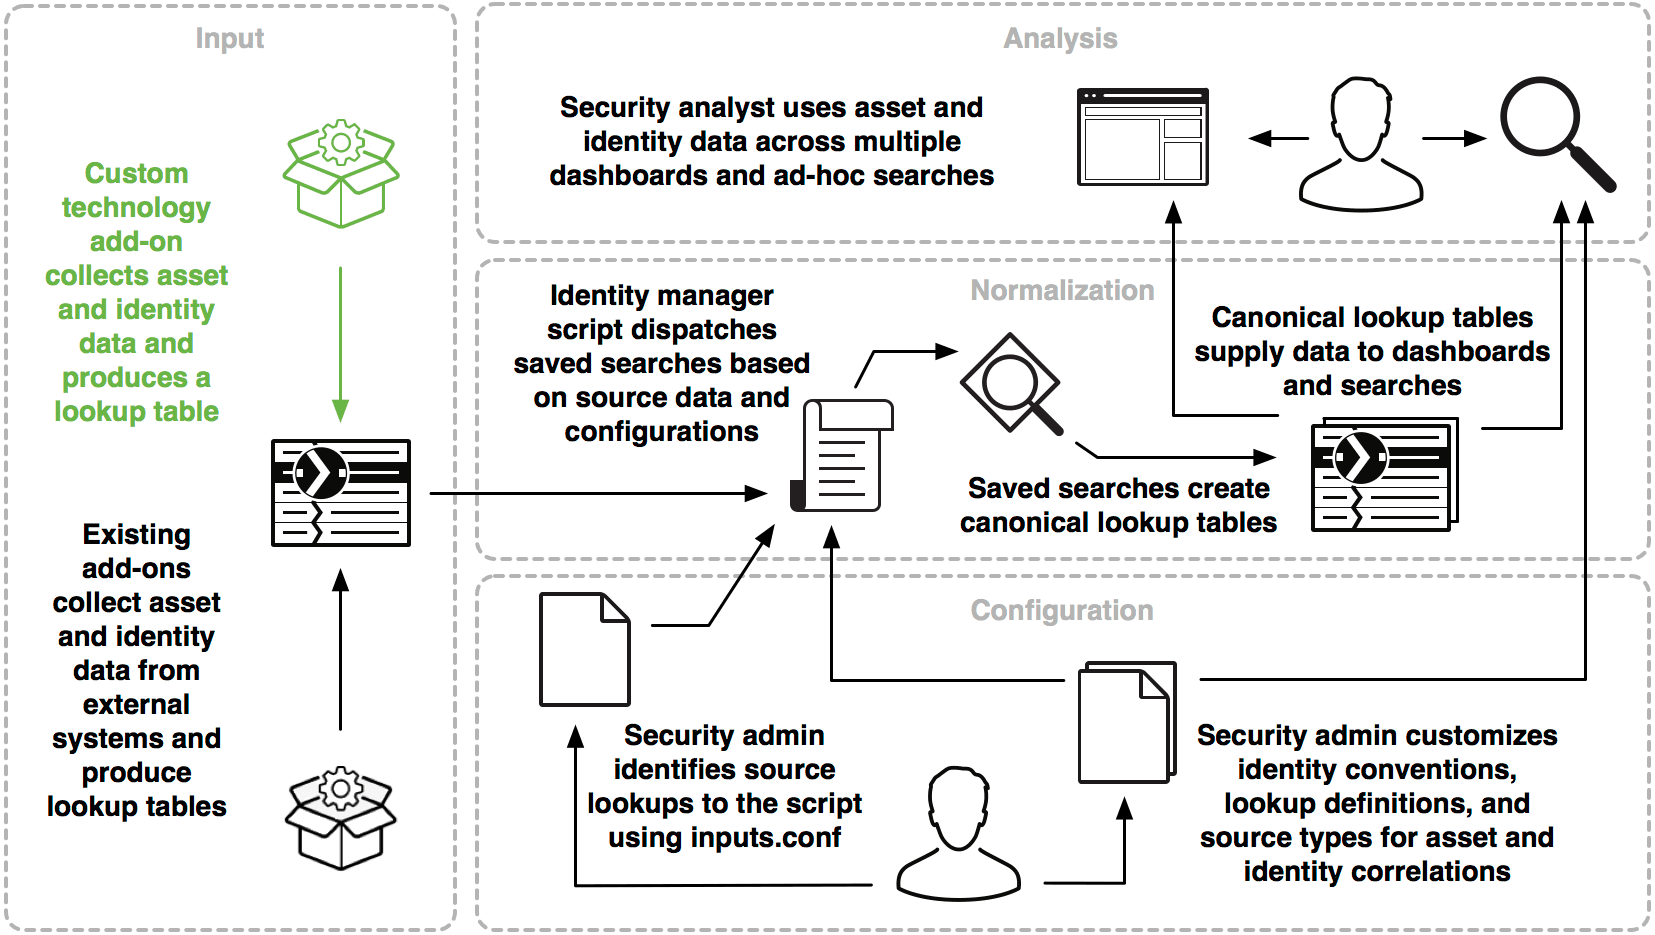 Input
Custom
technology
add-on
collects asset
and identity
data and
produces a
lookup table
Existing
add-ons
collect asset
and identity
data from
external
systems and
produce
lookup tables
Analysis
Security analyst uses asset and
identity data across multiple
dashboards and ad-hoc searches
Normalization
Identity manager
script dispatches
saved searches based
on source data and
configurations
Saved searches create
canonical lookup tables
Canonical lookup tables
supply data to dashboards
and searches
Configuration
Security admin
identifies source
lookups to the script
using inputs.conf
Security admin customizes
identity conventions,
lookup definitions, and
source types for asset and
identity correlations